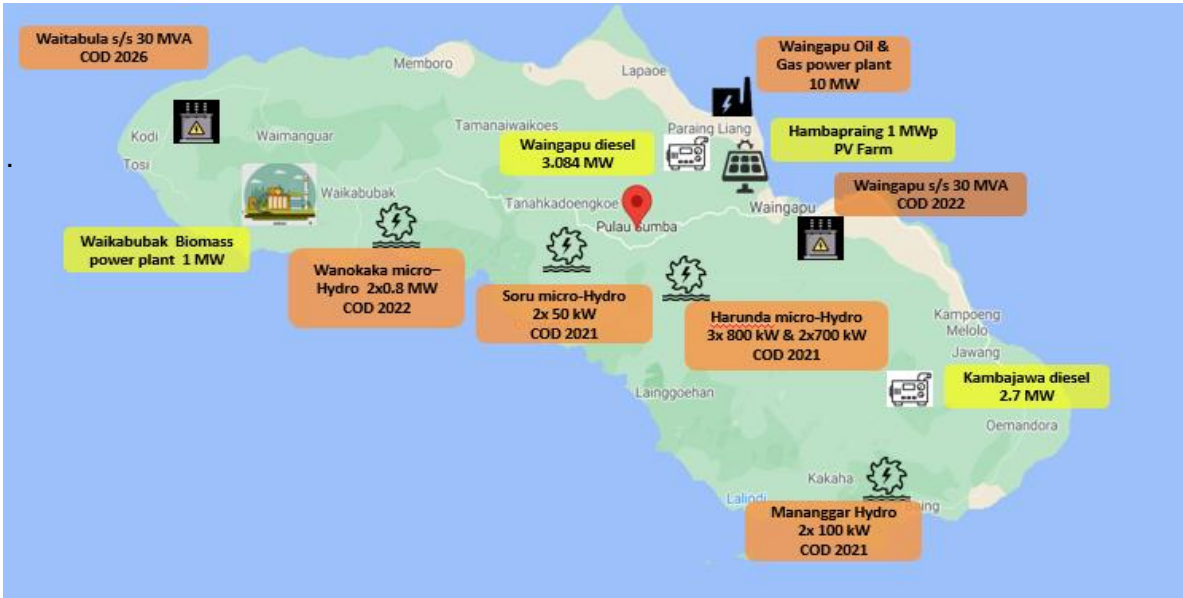 Waitabula s/s 30 MVA
COD 2026
Memboro
Lapaoe
Waingapu Oil &
Gas power plant
10 MW
Kodi
Waimanguar
Tamanaiwaikoes
Paraing Liang
Hambapraing 1 MWp
PV Farm
Tosi
.
Waingapu diesel
3.084 MW
Waikabubak
Tanahkadoengkoe
Waingapu
Waingapu s/s 30 MVA
COD 2022
Pulau Sumba
Waikabubak Biomass
power plant 1 MW
Wanokaka micro–
Hydro 2x0.8 MW
COD 2022
Soru micro-Hydro
2x 50 kW
COD 2021
Harunda micro-Hydro
3x 800 kW & 2x700 kW
COD 2021
Kampoeng
Melolo
Jawang
Kambajawa diesel
2.7 MW
Lainggoehan
Oemandora
Kakaha
Lalindi
Mananggar Hydro
2x 100 kW
COD 2021